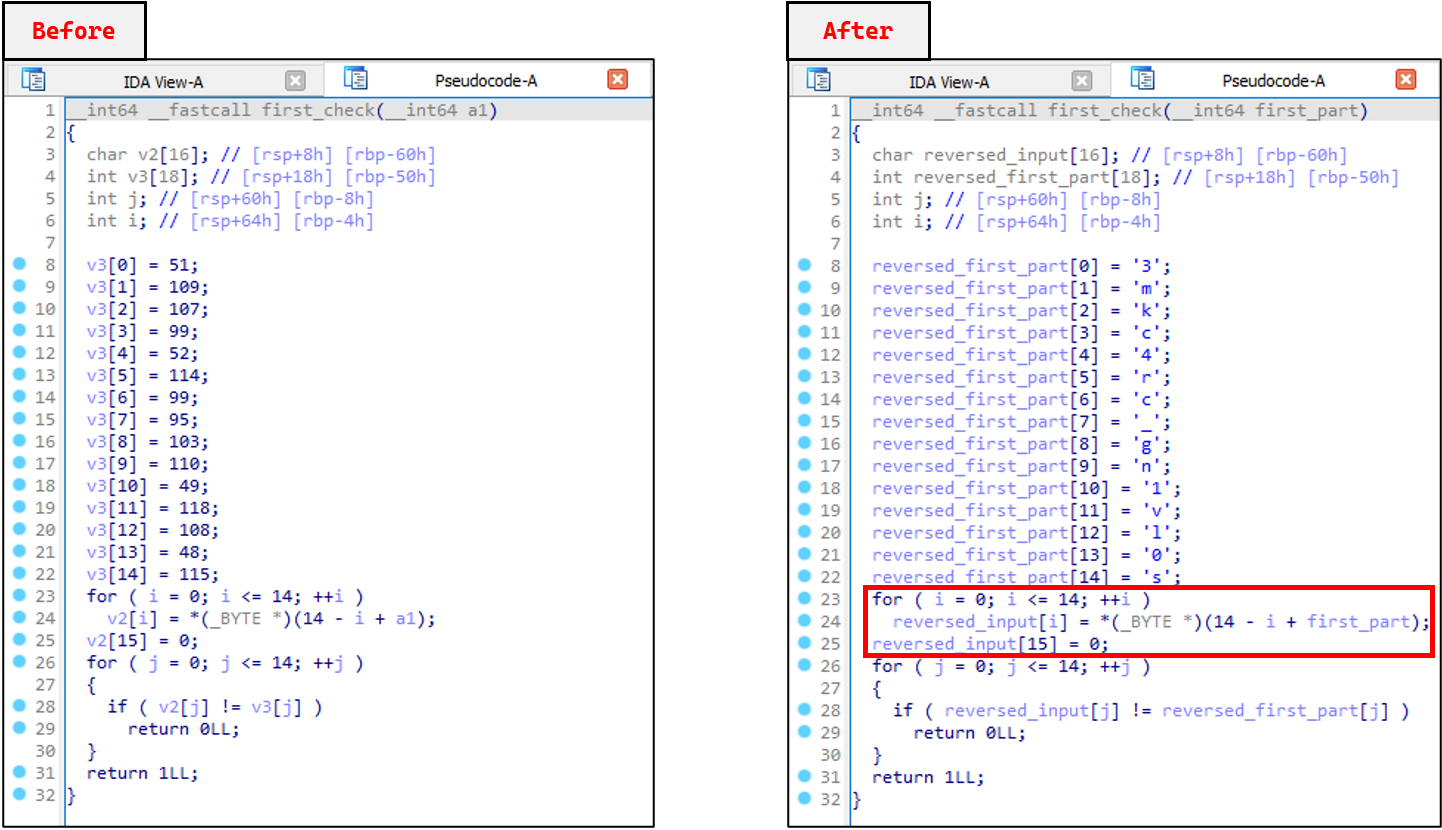 Before
IDA View-A
Pseudocode-A
1 __int64 __fastcall first_check(__int64 a1)
2 {
3 char v2[16]; // [rsp+8h] [rbp-60h]
4 int v3[18]; // [rsp+18h] [rbp-50h]
5 int j; // [rsp+60h] [rbp-8h]
6 int i; // [rsp+64h] [rbp-4h]
7
8 v3[0] = 51;
9 v3[1] = 109;
10 v3[2] = 107;
11 v3[3] = 99;
12 v3[4] = 52;
13 v3[5] = 114;
14 v3[6] = 99;
15 v3[7] = 95;
16 v3[8] = 103;
17 v3[9] = 110;
18 v3[10] = 49;
19 v3[11] = 118;
20 v3[12] = 108;
21 v3[13] = 48;
22 v3[14] = 115;
23 for ( i = 0; i <= 14; ++i )
24 v2[i] = *(_BYTE *)(14 - i + a1);
25 v2[15] = 0;
26 for ( j = 0; j <= 14; ++j )
27 {
28 if ( v2[j] != v3[j] )
29 return 0LL;
30 }
31 return 1LL;
32 }
After
IDA View-A
Pseudocode-A
1 __int64 __fastcall first_check(__int64 first_part)
2 {
3 char reversed_input[16]; // [rsp+8h] [rbp-60h]
4 int reversed_first_part[18]; // [rsp+18h] [rbp-50h]
5 int j; // [rsp+60h] [rbp-8h]
6 int i; // [rsp+64h] [rbp-4h]
7
8 reversed_first_part[0] = '3';
9 reversed_first_part[1] = 'm';
10 reversed_first_part[2] = 'k';
11 reversed_first_part[3] = 'c';
12 reversed_first_part[4] = '4';
13 reversed_first_part[5] = 'r';
14 reversed_first_part[6] = 'c';
15 reversed_first_part[7] = '_';
16 reversed_first_part[8] = 'g';
17 reversed_first_part[9] = 'n';
18 reversed_first_part[10] = '1';
19 reversed_first_part[11] = 'v';
20 reversed_first_part[12] = 'l';
21 reversed_first_part[13] = '0';
22 reversed_first_part[14] = 's';
23 for ( i = 0; i <= 14; ++i )
24 reversed_input[i] = *(_BYTE *)(14 - i + first_part);
25 reversed_input[15] = 0;
26 for ( j = 0; j <= 14; ++j )
27 {
28 if ( reversed_input[j] != reversed_first_part[j] )
29 return 0LL;
30 }
31 return 1LL;
32 }